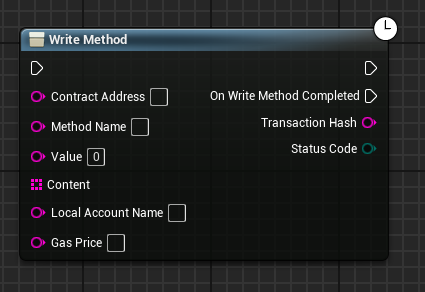 Write Method
Contract Address
On Write Method Completed
Method Name
Transaction Hash
Value 0
Status Code
Content
Local Account Name
Gas Price